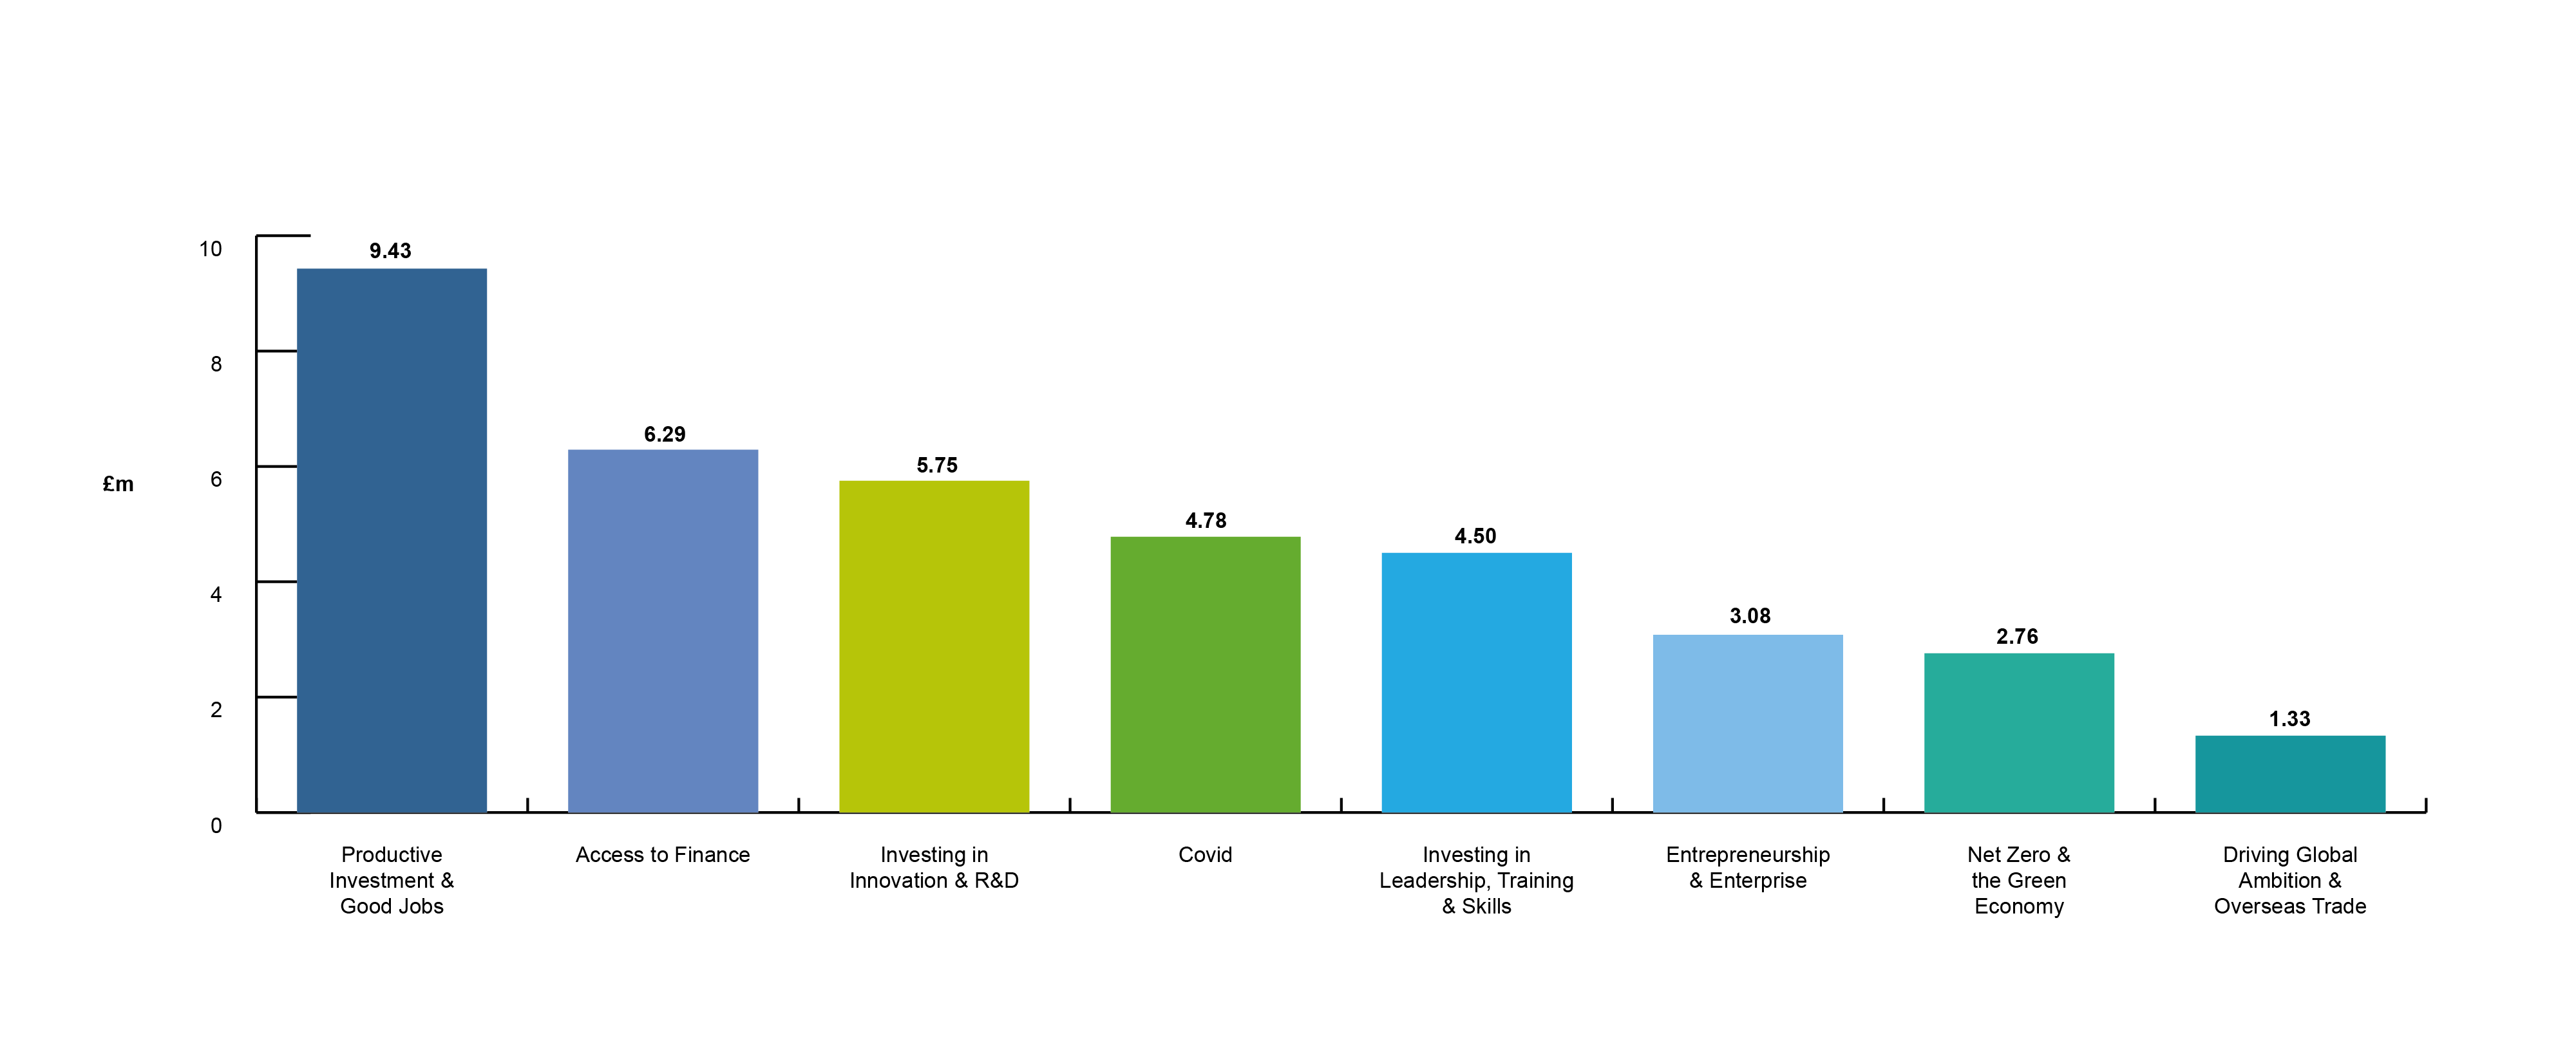 10
8
6
4
2
0
£m
9.43
6.29
5.75
4.78
4.50
3.08
2.76
1.33
Productive
Investment &
Good Jobs
Access to Finance
Investing in
Innovation & R&D
Covid
Investing in
Leadership, Training
& Skills
Entrepreneurship
& Enterprise
Net Zero &
the Green
Economy
Driving Global
Ambition &
Overseas Trade